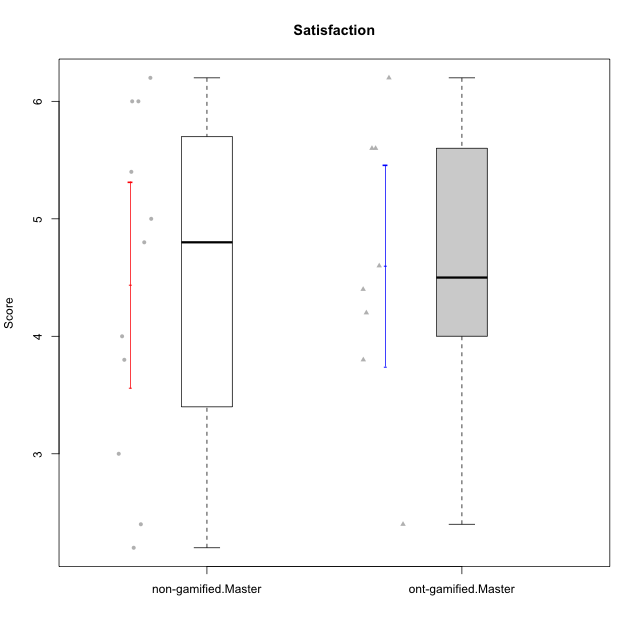 Satisfaction
Score
6
5
4
3
non-gamified.Master
ont-gamified.Master